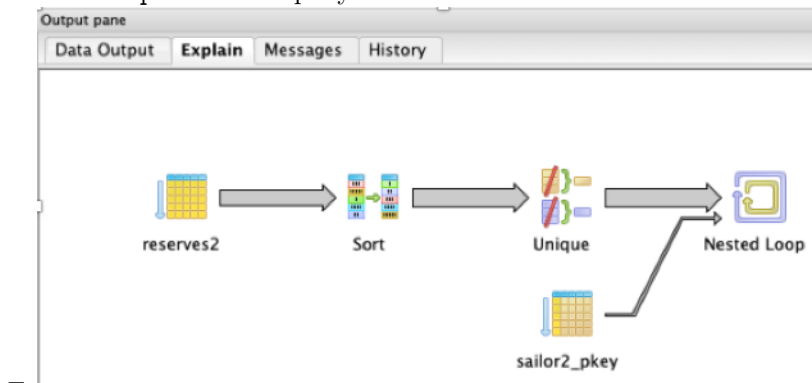 Output pane
Data Output Explain Messages History
reserves2 Sort Unique Nested Loop
sailor2_pkey